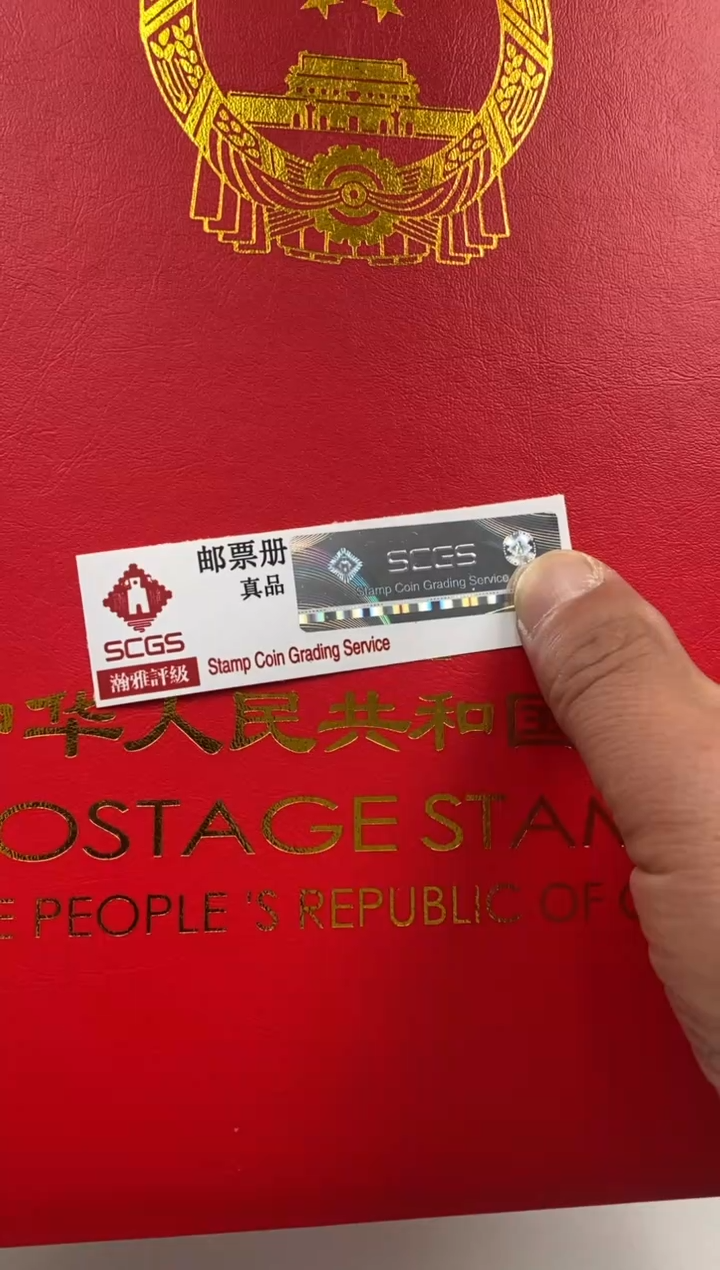 邮票册
真品
SCGS
Stamp Coin Grading Service
SCGS
瀚雅評級
Stamp Coin Grading Service
华人民共和国
OSTAGE STA
PEOPLE 'S REPUBLIC OF